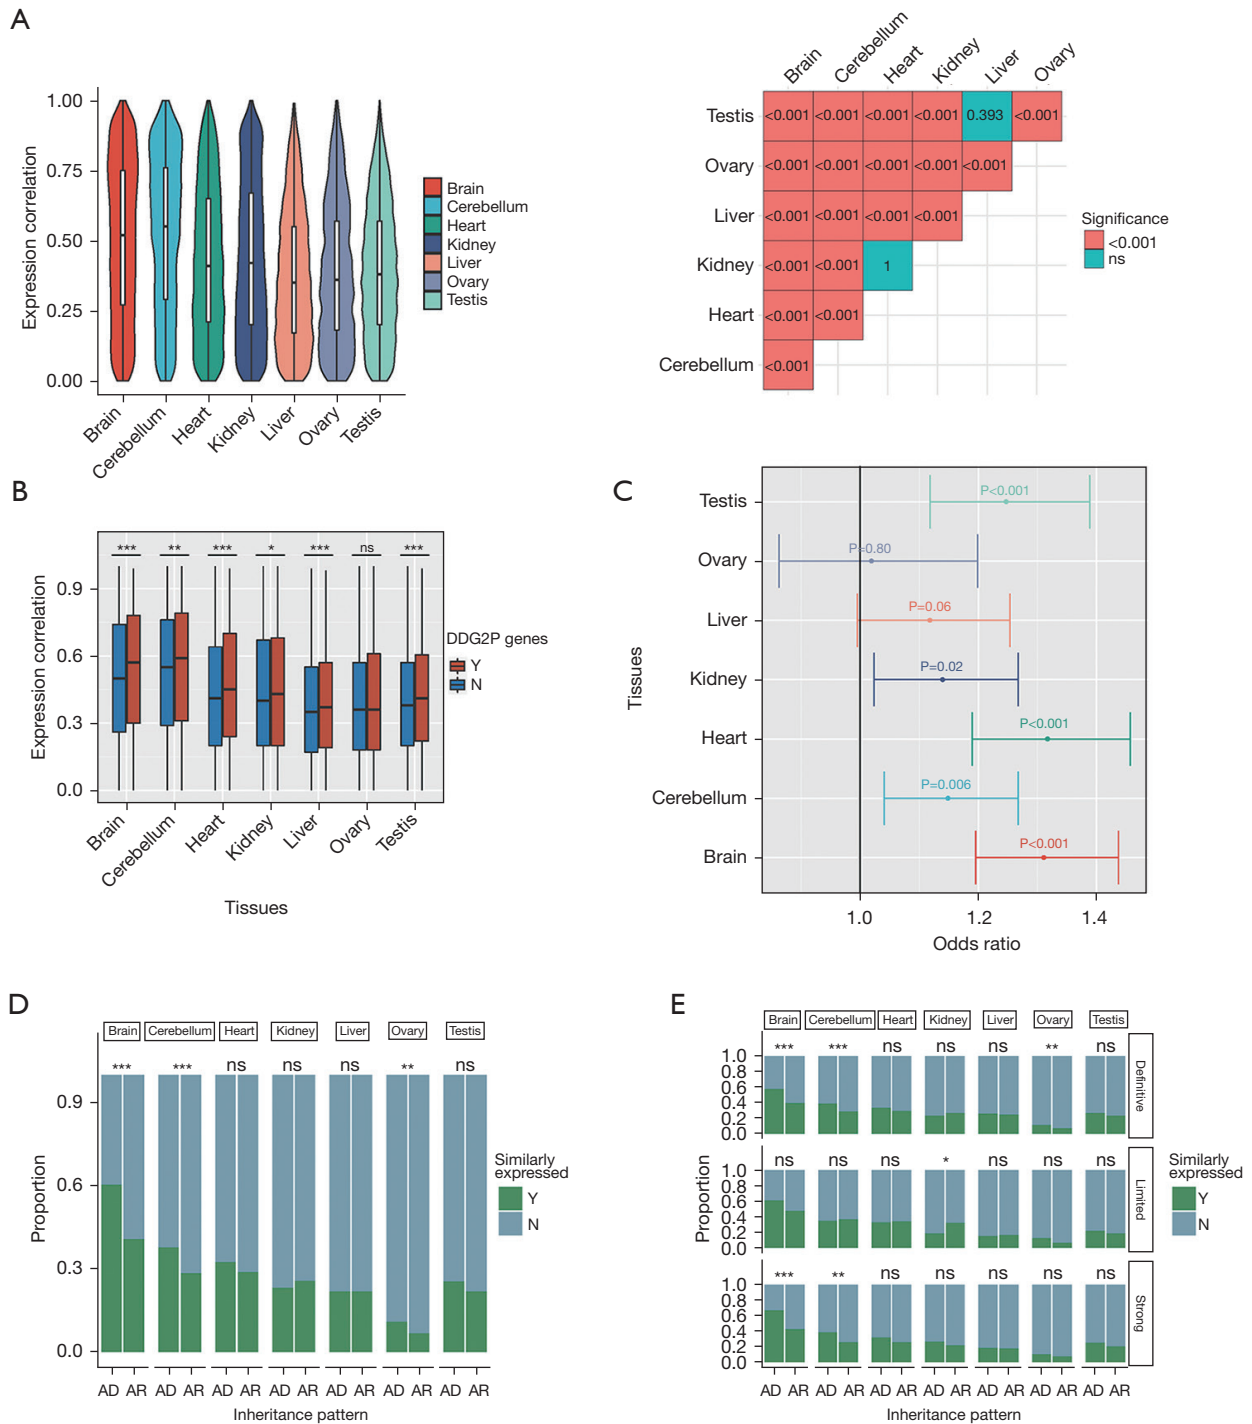 A
Expression correlation
1.00
0.75
0.50
0.25
0.00
Brain
Cerebellum
Heart
Kidney
Liver
Ovary
Testis
Brain
Cerebellum
Heart
Kidney
Liver
Ovary
Testis
Brain
Cerebellum
Heart
Kidney
Liver
Ovary
Testis <0.001 <0.001 <0.001 <0.001 0.393 <0.001
Ovary <0.001 <0.001 <0.001 <0.001 <0.001
Liver <0.001 <0.001 <0.001 <0.001
Kidney <0.001 <0.001 1
Heart <0.001 <0.001
Cerebellum <0.001
Significance
<0.001
ns
B
Expression correlation
0.9
0.6
0.3
0.0
*** ** *** * *** ns ***
Brain
Cerebellum
Heart
Kidney
Liver
Ovary
Testis
Tissues
DDG2P genes
Y
N
C
Tissues
Testis P<0.001
Ovary P=0.80
Liver P=0.06
Kidney P=0.02
Heart P<0.001
Cerebellum P=0.006
Brain P<0.001
1.0 1.2 1.4
Odds ratio
D
Brain Cerebellum Heart Kidney Liver Ovary Testis
*** *** ns ns ns ** ns
Proportion
0.9
0.6
0.3
0.0
AD AR AD AR AD AR AD AR AD AR AD AR AD AR
Inheritance pattern
Similarly
expressed
Y
N
E
Brain Cerebellum Heart Kidney Liver Ovary Testis
*** *** ns ns ns ** ns
1.0
0.8
0.6
0.4
0.2
0.0
Definitive
ns ns ns * ns ns ns
1.0
0.8
0.6
0.4
0.2
0.0
Limited
Proportion
*** ** ns ns ns ns ns
1.0
0.8
0.6
0.4
0.2
0.0
Strong
AD AR AD AR AD AR AD AR AD AR AD AR AD AR
Inheritance pattern
Similarly
expressed
Y
N